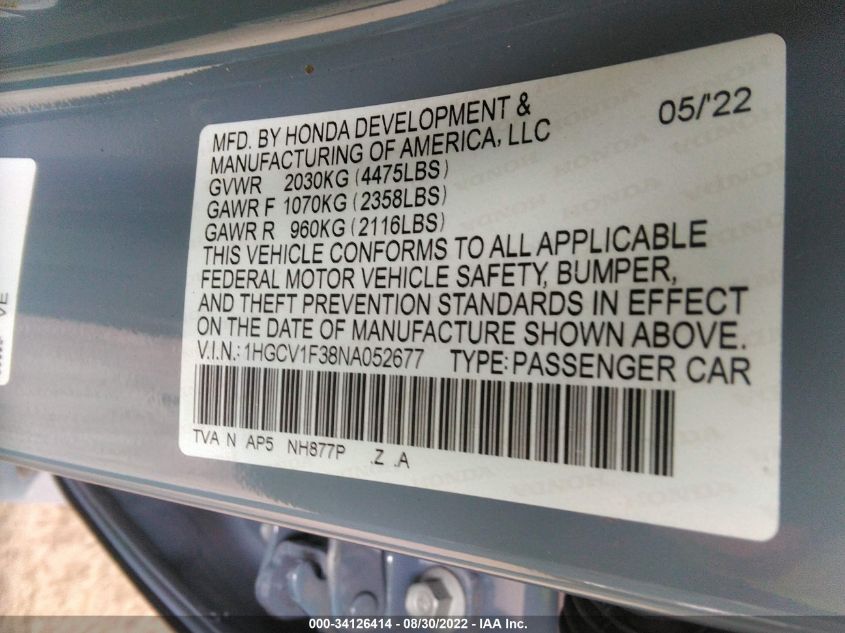 MFD. BY HONDA DEVELOPMENT & 05/'22
MANUFACTURING OF AMERICA, LLC
GVWR 2030KG (4475LBS)
GAWR F 1070KG (2358LBS)
GAWR R 960KG (2116LBS)
THIS VEHICLE CONFORMS TO ALL APPLICABLE
FEDERAL MOTOR VEHICLE SAFETY, BUMPER,
AND THEFT PREVENTION STANDARDS IN EFFECT
ON THE DATE OF MANUFACTURE SHOWN ABOVE.
V.I.N.: 1HGCV1F38NA052677 TYPE: PASSENGER CAR
TVA N AP5 NH877P .Z .A
VE
000-34126414 - 08/30/2022 - IAA Inc.